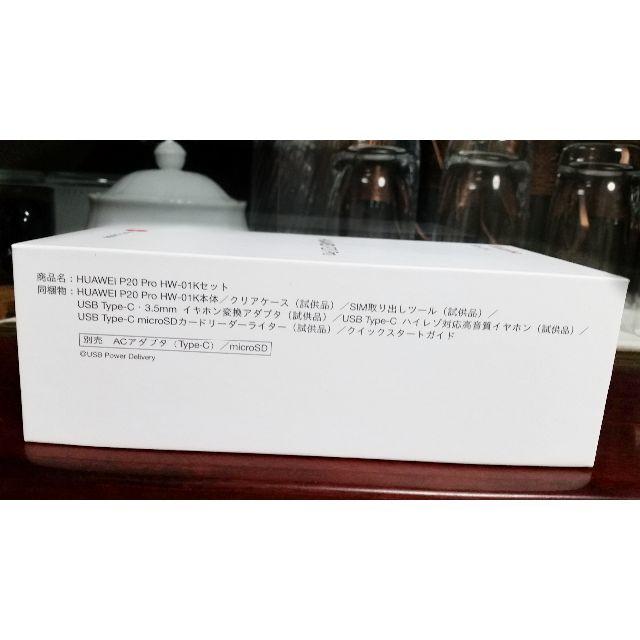 商品名：HUAWEI P20 Pro HW-01Kセット
同梱物：HUAWEI P20 Pro HW-01K本体／クリアケース（試供品）／SIM取り出しツール（試供品）／
USB Type-C・3.5mm イヤホン変換アダプタ（試供品）／USB Type-C ハイレゾ対応高音質イヤホン（試供品）／
USB Type-C microSDカードリーダーライター（試供品）／クイックスタートガイド
別売 ACアダプタ（Type-C）／microSD
©USB Power Delivery